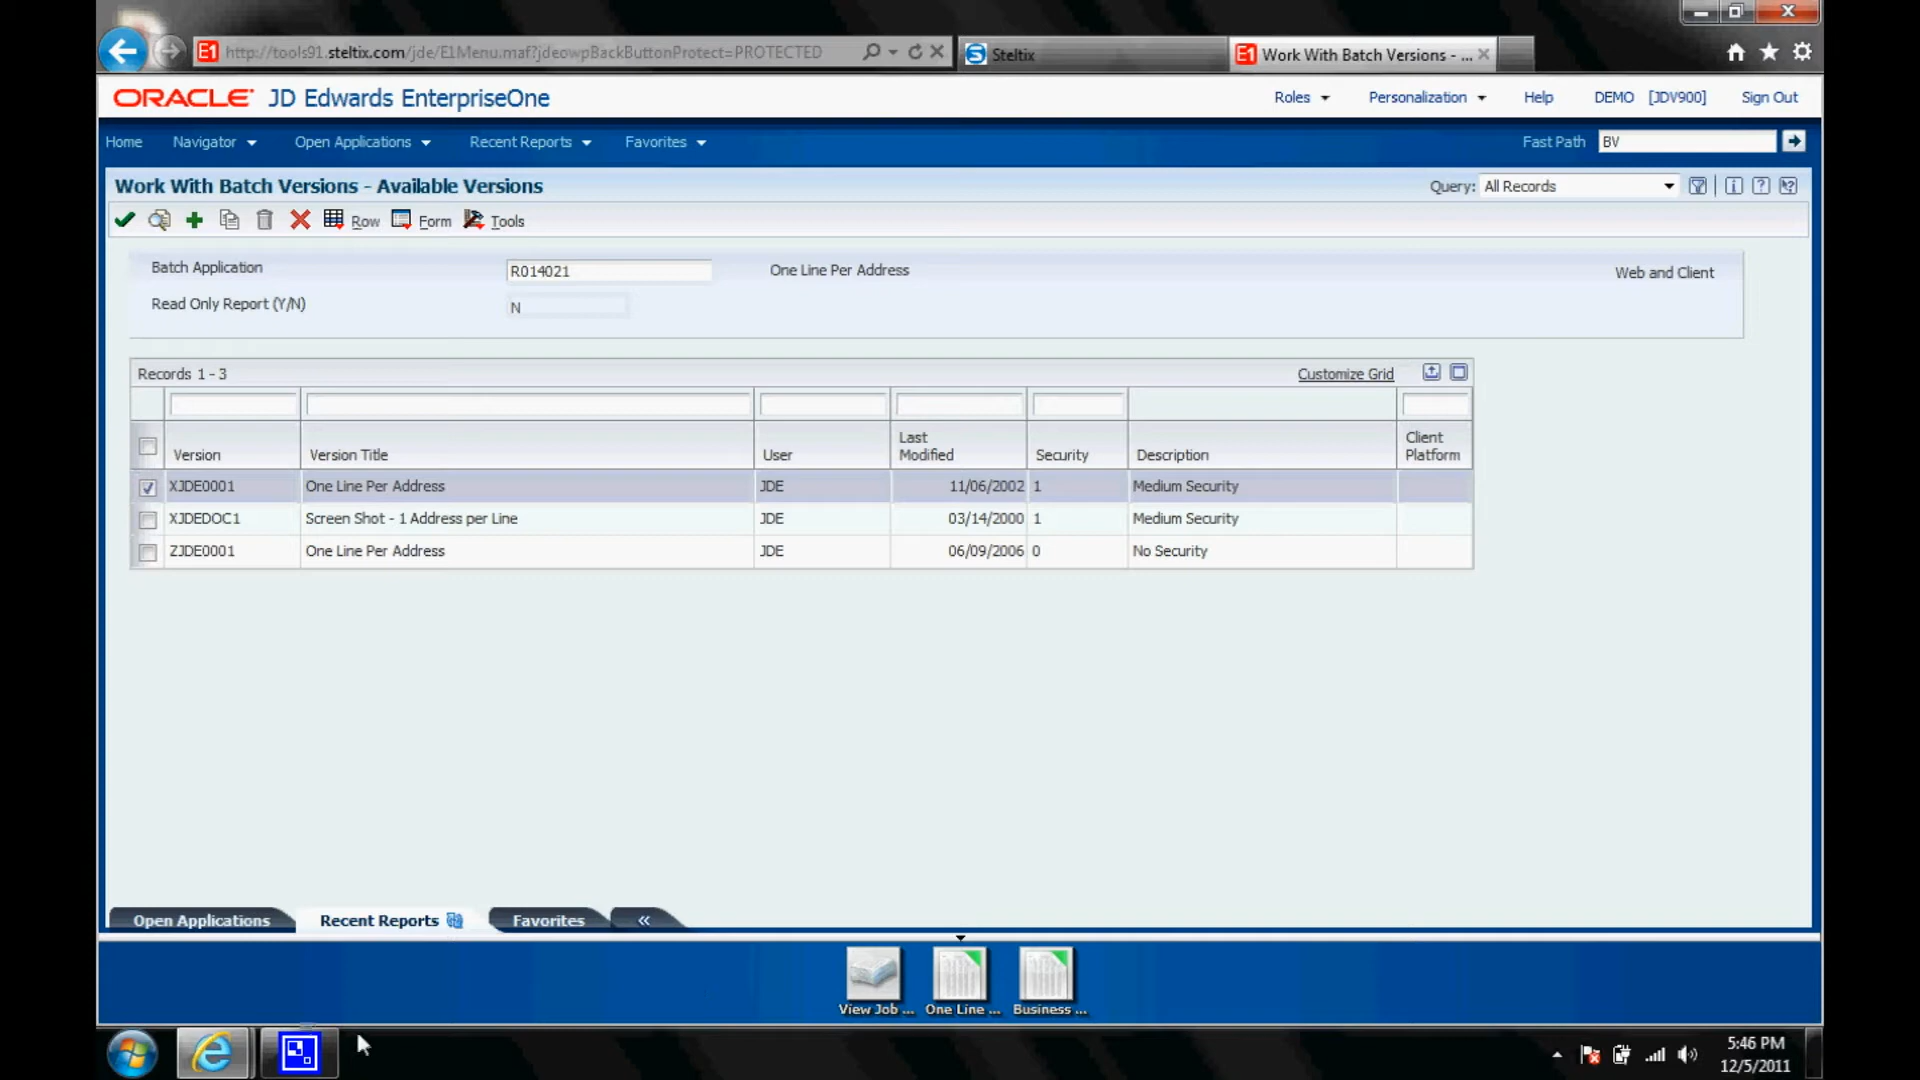 http://tools91.steltix.com/jde/E1Menu.maf?jdeowpBackButtonProtect=PROTECTED
Steltix
E1 Work With Batch Versions - ...
ORACLE JD Edwards EnterpriseOne
Roles Personalization Help DEMO [JDV900] Sign Out
Home Navigator Open Applications Recent Reports Favorites Fast Path BV
Work With Batch Versions - Available Versions Query: All Records
Row Form Tools
Batch Application R014021 One Line Per Address Web and Client
Read Only Report (Y/N) N
Records 1 - 3 Customize Grid
Version Version Title User Last Modified Security Description Client Platform
XJDE0001 One Line Per Address JDE 11/06/2002 1 Medium Security
XJDEDOC1 Screen Shot - 1 Address per Line JDE 03/14/2000 1 Medium Security
ZJDE0001 One Line Per Address JDE 06/09/2006 0 No Security
Open Applications Recent Reports Favorites «
View Job ... One Line ... Business ...
5:46 PM
12/5/2011